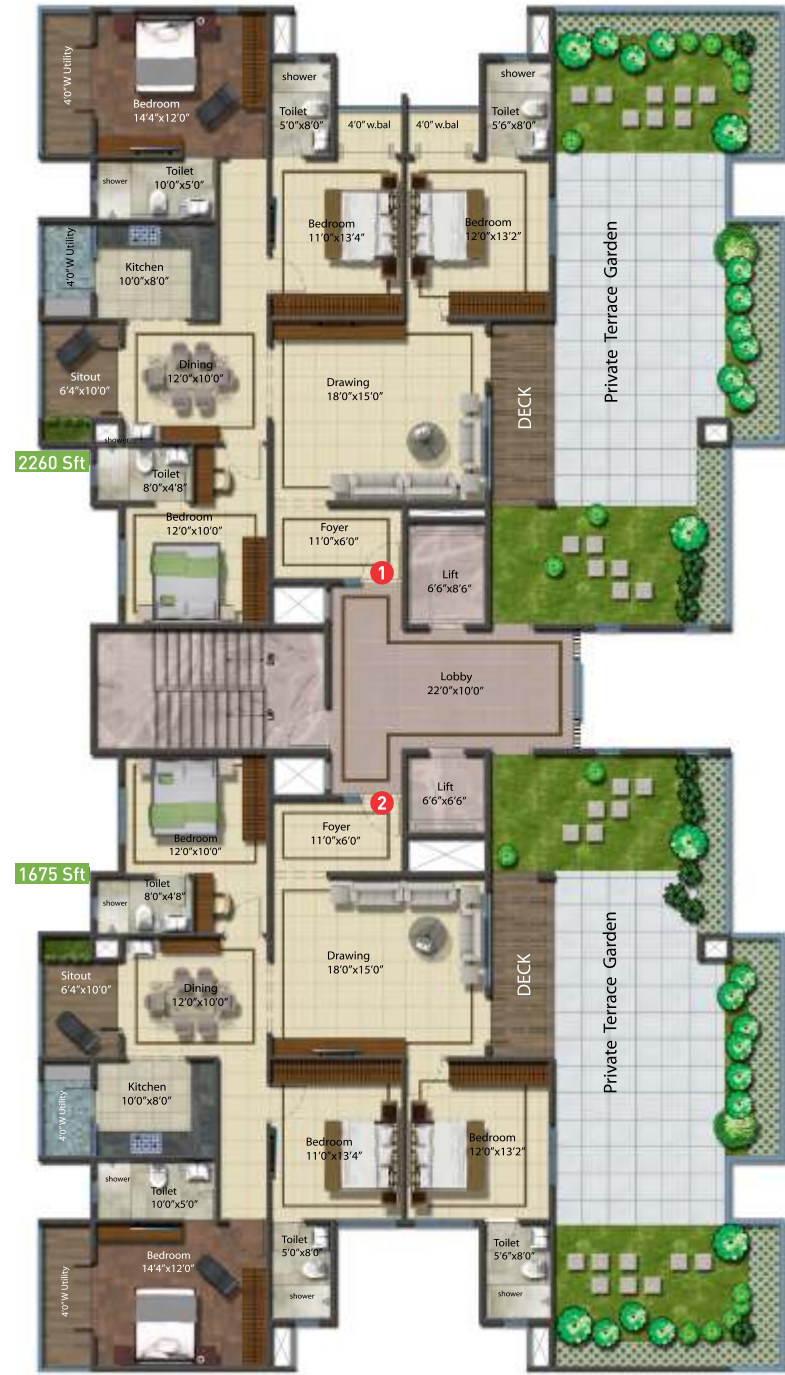 4'0"W Utility
Bedroom
14'4"x12'0"
shower
Toilet
5'0"x8'0"
4'0" w.bal
4'0" w.bal
shower
Toilet
5'6"x8'0"
shower
Toilet
10'0"x5'0"
Bedroom
11'0"x13'4"
Bedroom
12'0"x13'2"
4'0"W Utility
Kitchen
10'0"x8'0"
Private Terrace Garden
Sitout
6'4"x10'0"
Dining
12'0"x10'0"
Drawing
18'0"x15'0"
DECK
shower
2260 Sft
Toilet
8'0"x4'8"
Bedroom
12'0"x10'0"
Foyer
11'0"x6'0"
1
Lift
6'6"x8'6"
DN
UP
Lobby
22'0"x10'0"
Lift
6'6"x6'6"
2
Foyer
11'0"x6'0"
Bedroom
12'0"x10'0"
1675 Sft
Toilet
8'0"x4'8"
shower
Sitout
6'4"x10'0"
Dining
12'0"x10'0"
Drawing
18'0"x15'0"
DECK
Private Terrace Garden
Kitchen
10'0"x8'0"
4'0"W Utility
Bedroom
11'0"x13'4"
Bedroom
12'0"x13'2"
shower
Toilet
10'0"x5'0"
Bedroom
14'4"x12'0"
4'0"W Utility
Toilet
5'0"x8'0"
shower
Toilet
5'6"x8'0"
shower